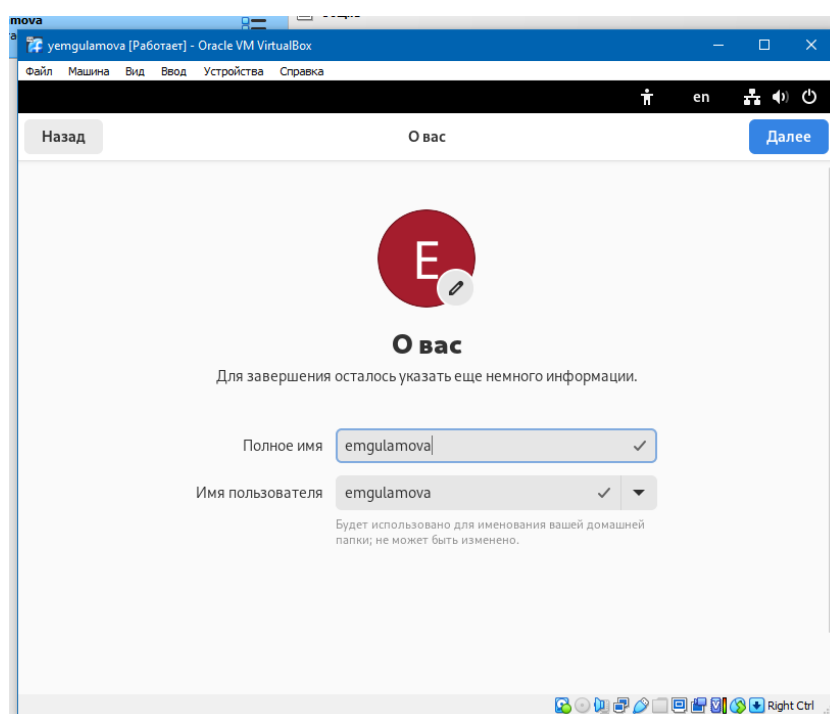 mova
yemgulamova [Работает] - Oracle VM VirtualBox
Файл Машина Вид Ввод Устройства Справка
en
Назад
О вас
Далее
E
О вас
Для завершения осталось указать еще немного информации.
Полное имя emgulamova
Имя пользователя emgulamova
Будет использовано для именования вашей домашней
папки; не может быть изменено.
Right Ctrl